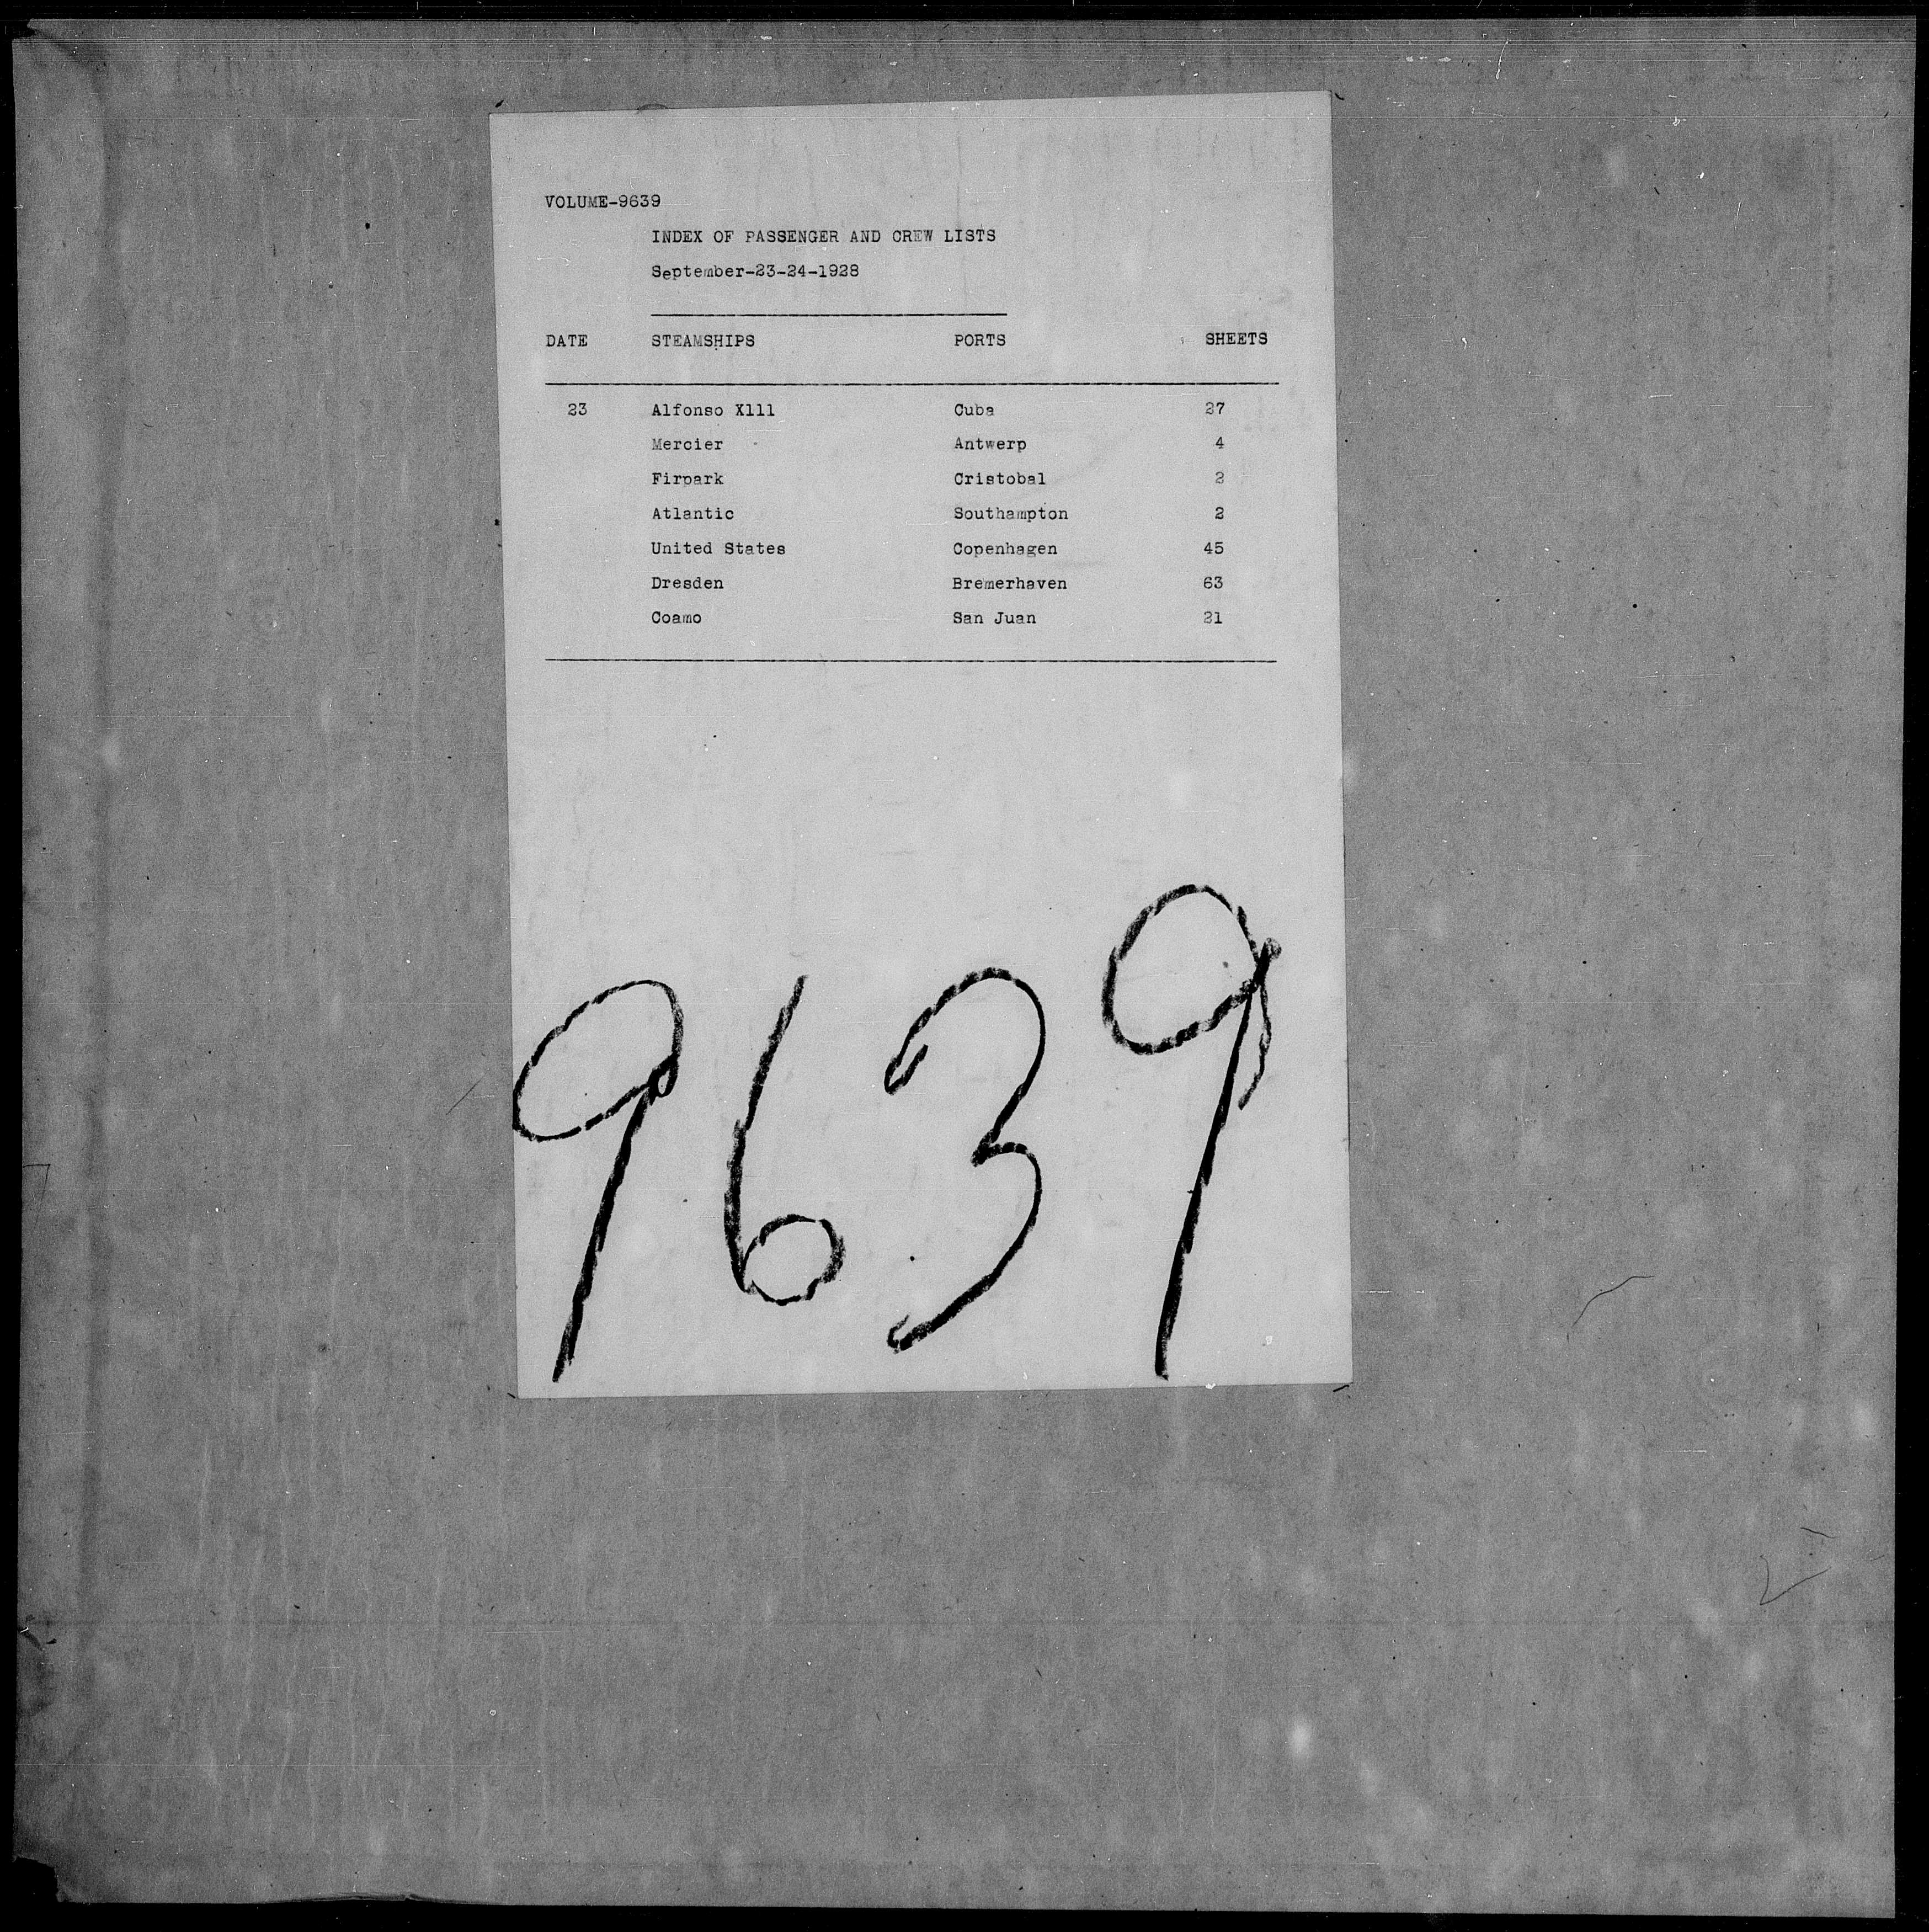 VOLUME-9639
INDEX OF PASSENGER AND CREW LISTS
September-23-24-1928
DATE STEAMSHIPS PORTS SHEETS
23 Alfonso X111 Cuba 27
Mercier Antwerp 4
Firpark Cristobal 2
Atlantic Southampton 2
United States Copenhagen 45
Dresden Bremerhaven 63
Coamo San Juan 21
9639